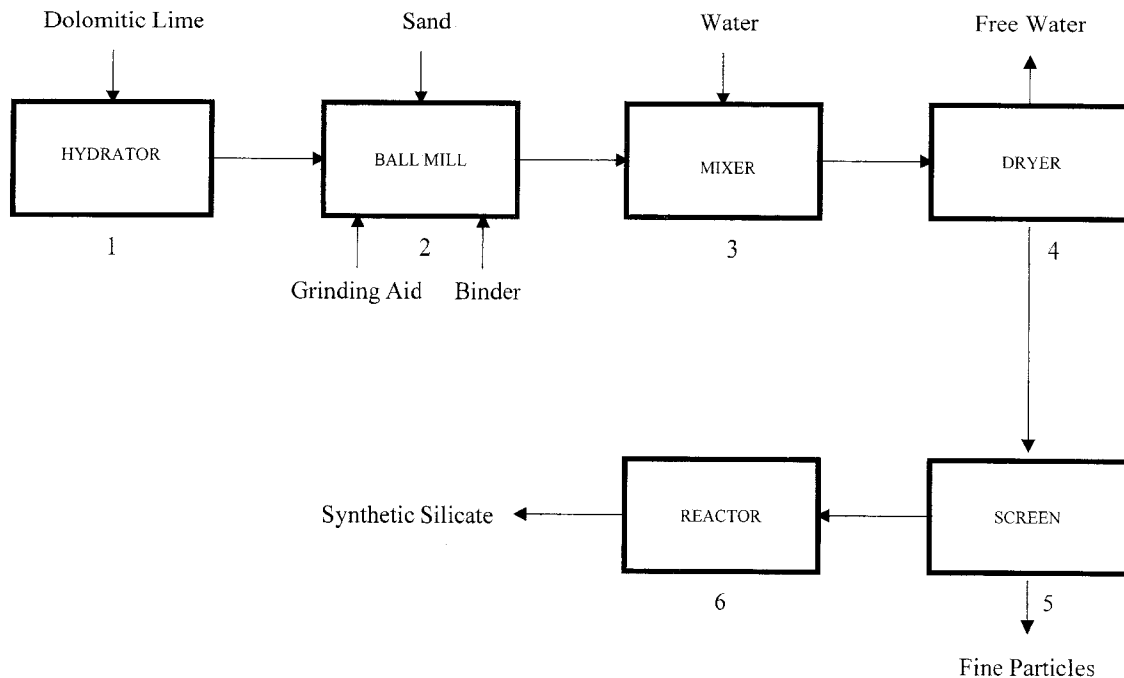 Dolomitic Lime
Sand
Water
Free Water
HYDRATOR
BALL MILL
MIXER
DRYER
1
2
3
4
Grinding Aid
Binder
Synthetic Silicate
REACTOR
SCREEN
6
5
Fine Particles